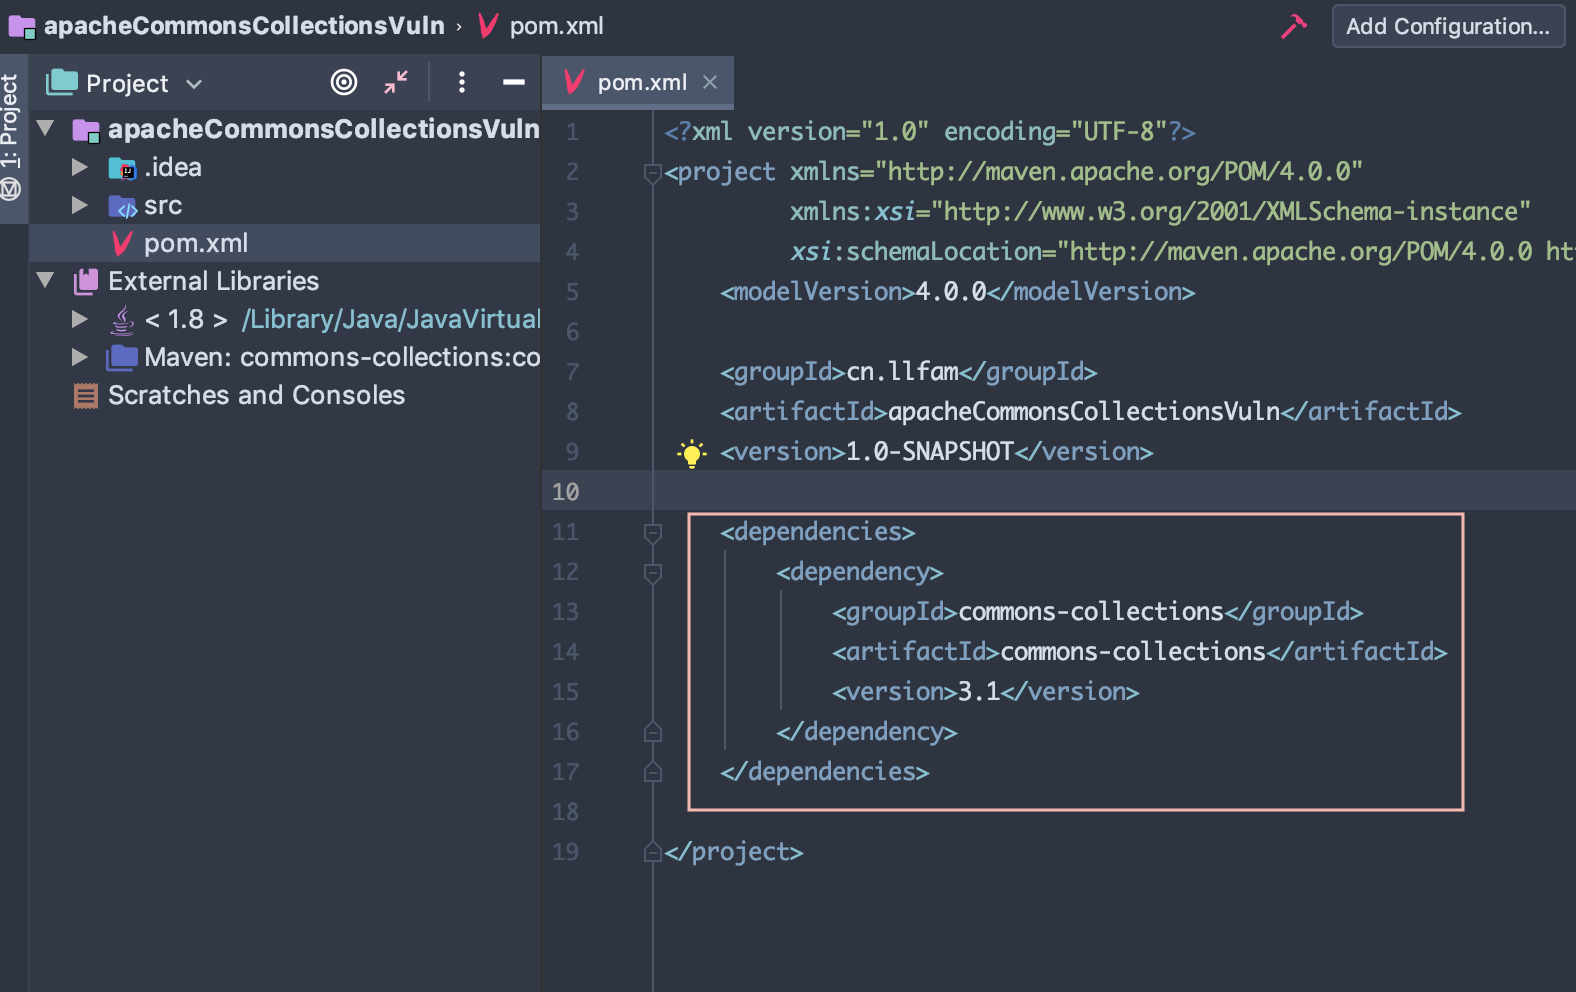 apacheCommonsCollectionsVuln › pom.xml
Add Configuration...
1: Project
Project
pom.xml
apacheCommonsCollectionsVuln
.idea
src
pom.xml
External Libraries
< 1.8 > /Library/Java/JavaVirtual
Maven: commons-collections:co
Scratches and Consoles
1 <?xml version="1.0" encoding="UTF-8"?>
2 <project xmlns="http://maven.apache.org/POM/4.0.0"
3 xmlns:xsi="http://www.w3.org/2001/XMLSchema-instance"
4 xsi:schemaLocation="http://maven.apache.org/POM/4.0.0 ht
5 <modelVersion>4.0.0</modelVersion>
6
7 <groupId>cn.llfam</groupId>
8 <artifactId>apacheCommonsCollectionsVuln</artifactId>
9 <version>1.0-SNAPSHOT</version>
10
11 <dependencies>
12 <dependency>
13 <groupId>commons-collections</groupId>
14 <artifactId>commons-collections</artifactId>
15 <version>3.1</version>
16 </dependency>
17 </dependencies>
18
19 </project>